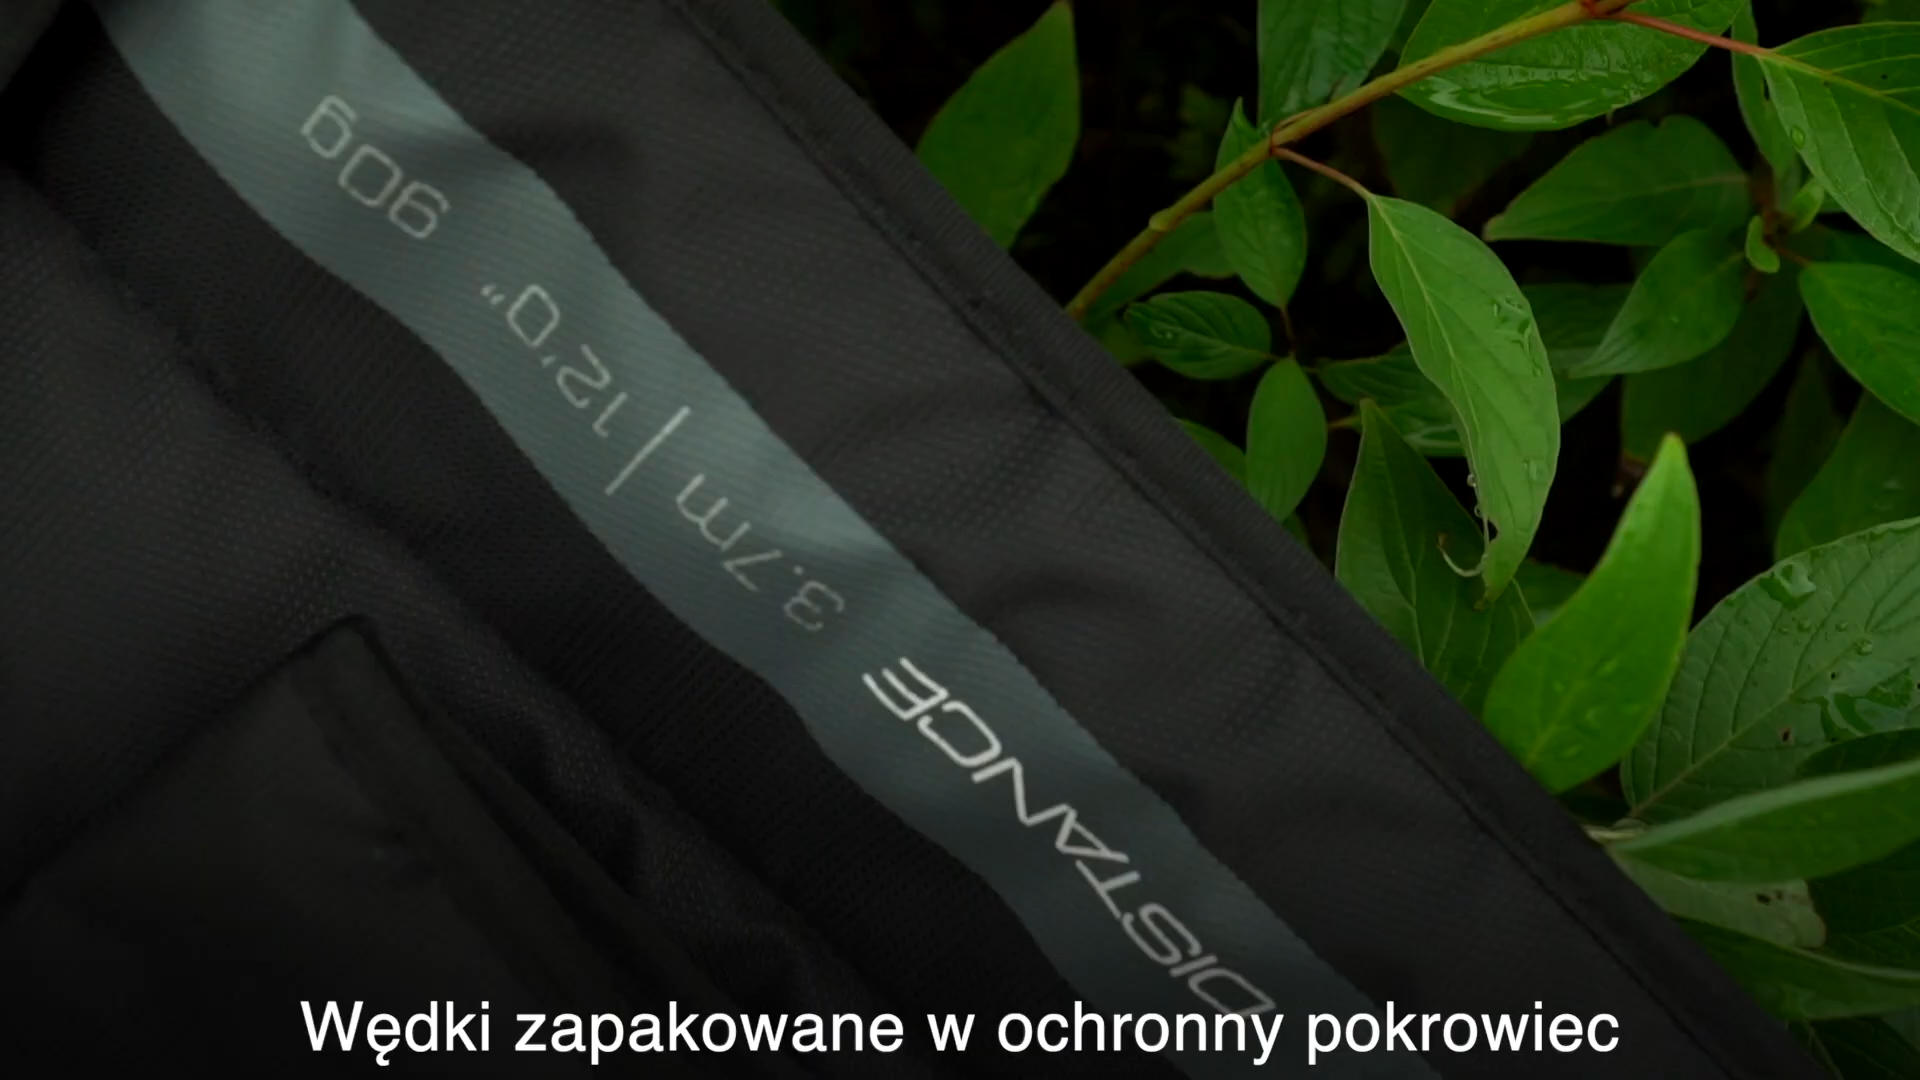 DISTANCE 3.7m | 12'0" 90g
Wędki zapakowane w ochronny pokrowiec